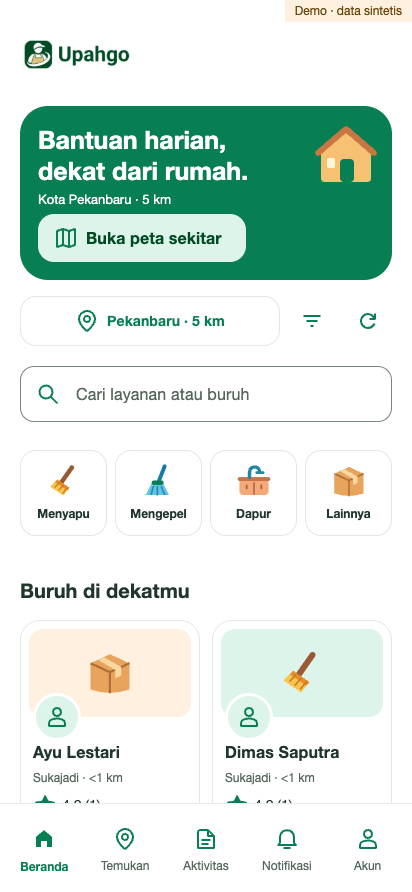 Demo · data sintetis
Upahgo
Bantuan harian,
dekat dari rumah.
Kota Pekanbaru · 5 km
Buka peta sekitar
Pekanbaru · 5 km
Cari layanan atau buruh
Menyapu
Mengepel
Dapur
Lainnya
Buruh di dekatmu
Ayu Lestari
Dimas Saputra
Sukajadi · <1 km
Sukajadi · <1 km
Beranda
Temukan
Aktivitas
Notifikasi
Akun